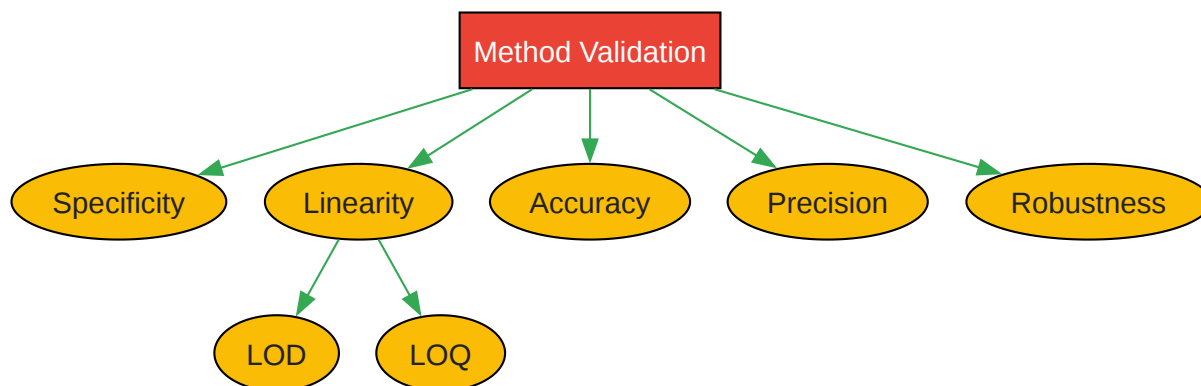 Method Validation
Specificity
Linearity
Accuracy
Precision
Robustness
LOD
LOQ